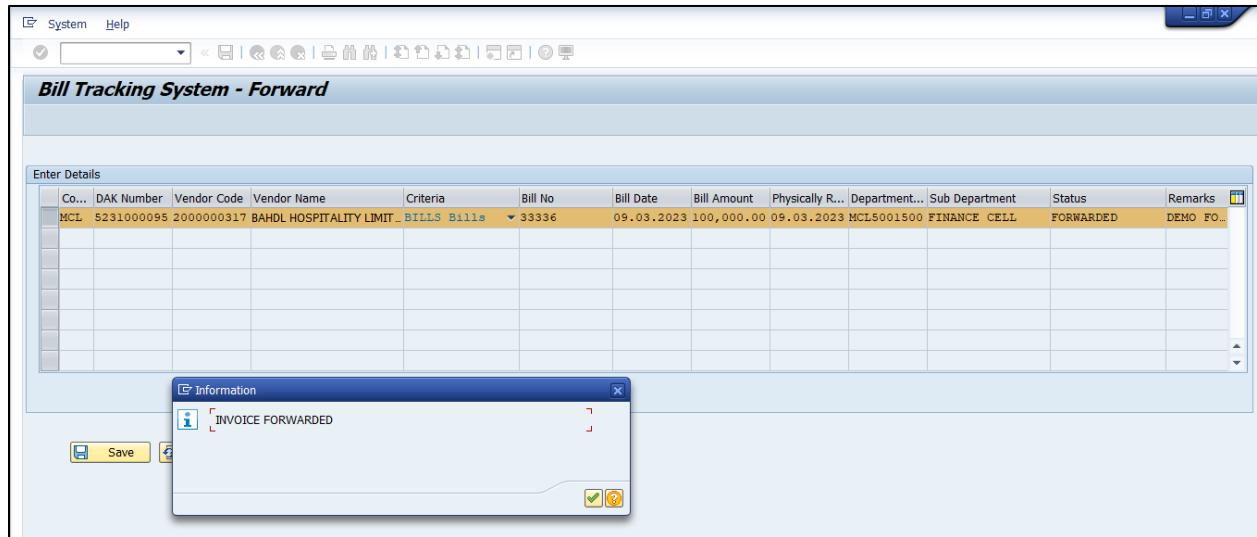 System Help
Bill Tracking System - Forward
Enter Details
Co... DAK Number Vendor Code Vendor Name Criteria Bill No Bill Date Bill Amount Physically R... Department... Sub Department Status Remarks
MCL 5231000095 2000000317 BAHDL HOSPITALITY LIMIT... BILLS Bills 33336 09.03.2023 100,000.00 09.03.2023 MCL5001500 FINANCE CELL FORWARDED DEMO FO...
Information
INVOICE FORWARDED
Save